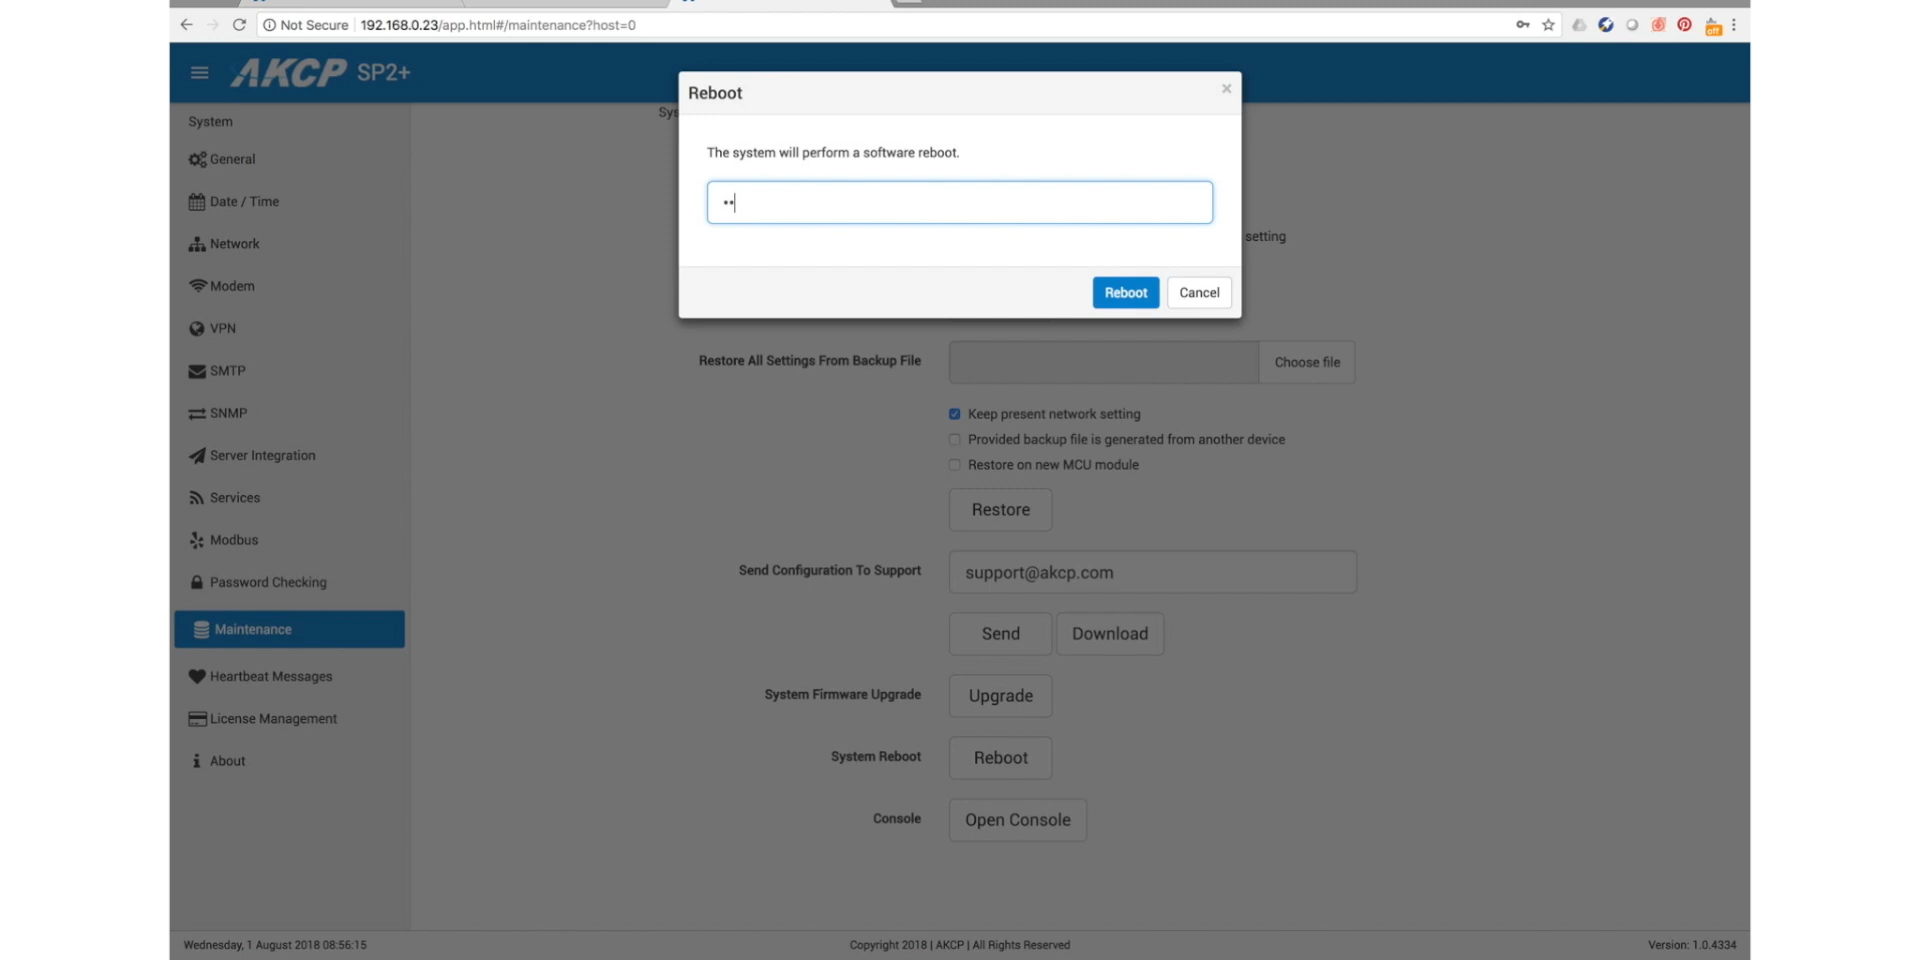 Not Secure | 192.168.0.23/app.html#/maintenance?host=0
off
AKCP SP2+
Reboot ×
Sys
The system will perform a software reboot.
••
setting
Reboot Cancel
System
General
Date / Time
Network
Modem
VPN
SMTP
SNMP
Server Integration
Services
Modbus
Password Checking
Maintenance
Heartbeat Messages
License Management
About
Restore All Settings From Backup File Choose file
Keep present network setting
Provided backup file is generated from another device
Restore on new MCU module
Restore
Send Configuration To Support support@akcp.com
Send Download
System Firmware Upgrade Upgrade
System Reboot Reboot
Console Open Console
Wednesday, 1 August 2018 08:56:15 Copyright 2018 | AKCP | All Rights Reserved Version: 1.0.4334